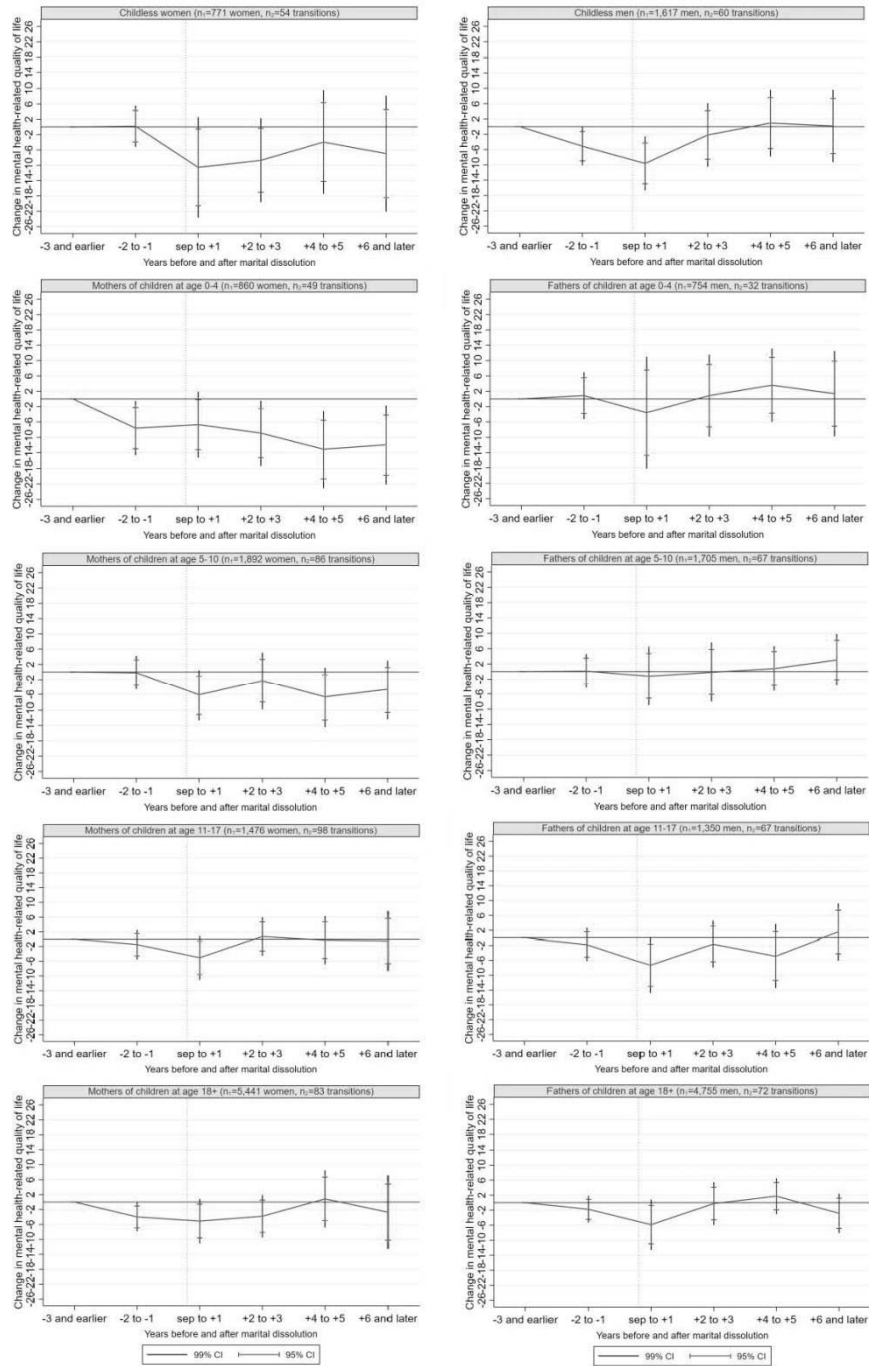 Childless women (n₁=771 women, n₂=54 transitions)
Change in mental health-related quality of life
-26-22-18-14-10 -6 -2 2 6 10 14 18 22 26
-3 and earlier -2 to -1 sep to +1 +2 to +3 +4 to +5 +6 and later
Years before and after marital dissolution
Childless men (n₁=1,617 men, n₂=60 transitions)
Change in mental health-related quality of life
-26-22-18-14-10 -6 -2 2 6 10 14 18 22 26
-3 and earlier -2 to -1 sep to +1 +2 to +3 +4 to +5 +6 and later
Years before and after marital dissolution
Mothers of children at age 0-4 (n₁=860 women, n₂=49 transitions)
Change in mental health-related quality of life
-26-22-18-14-10 -6 -2 2 6 10 14 18 22 26
-3 and earlier -2 to -1 sep to +1 +2 to +3 +4 to +5 +6 and later
Years before and after marital dissolution
Fathers of children at age 0-4 (n₁=754 men, n₂=32 transitions)
Change in mental health-related quality of life
-26-22-18-14-10 -6 -2 2 6 10 14 18 22 26
-3 and earlier -2 to -1 sep to +1 +2 to +3 +4 to +5 +6 and later
Years before and after marital dissolution
Mothers of children at age 5-10 (n₁=1,892 women, n₂=86 transitions)
Change in mental health-related quality of life
-26-22-18-14-10 -6 -2 2 6 10 14 18 22 26
-3 and earlier -2 to -1 sep to +1 +2 to +3 +4 to +5 +6 and later
Years before and after marital dissolution
Fathers of children at age 5-10 (n₁=1,705 men, n₂=67 transitions)
Change in mental health-related quality of life
-26-22-18-14-10 -6 -2 2 6 10 14 18 22 26
-3 and earlier -2 to -1 sep to +1 +2 to +3 +4 to +5 +6 and later
Years before and after marital dissolution
Mothers of children at age 11-17 (n₁=1,476 women, n₂=98 transitions)
Change in mental health-related quality of life
-26-22-18-14-10 -6 -2 2 6 10 14 18 22 26
-3 and earlier -2 to -1 sep to +1 +2 to +3 +4 to +5 +6 and later
Years before and after marital dissolution
Fathers of children at age 11-17 (n₁=1,350 men, n₂=67 transitions)
Change in mental health-related quality of life
-26-22-18-14-10 -6 -2 2 6 10 14 18 22 26
-3 and earlier -2 to -1 sep to +1 +2 to +3 +4 to +5 +6 and later
Years before and after marital dissolution
Mothers of children at age 18+ (n₁=5,441 women, n₂=83 transitions)
Change in mental health-related quality of life
-26-22-18-14-10 -6 -2 2 6 10 14 18 22 26
-3 and earlier -2 to -1 sep to +1 +2 to +3 +4 to +5 +6 and later
Years before and after marital dissolution
99% CI 95% CI
Fathers of children at age 18+ (n₁=4,755 men, n₂=72 transitions)
Change in mental health-related quality of life
-26-22-18-14-10 -6 -2 2 6 10 14 18 22 26
-3 and earlier -2 to -1 sep to +1 +2 to +3 +4 to +5 +6 and later
Years before and after marital dissolution
99% CI 95% CI